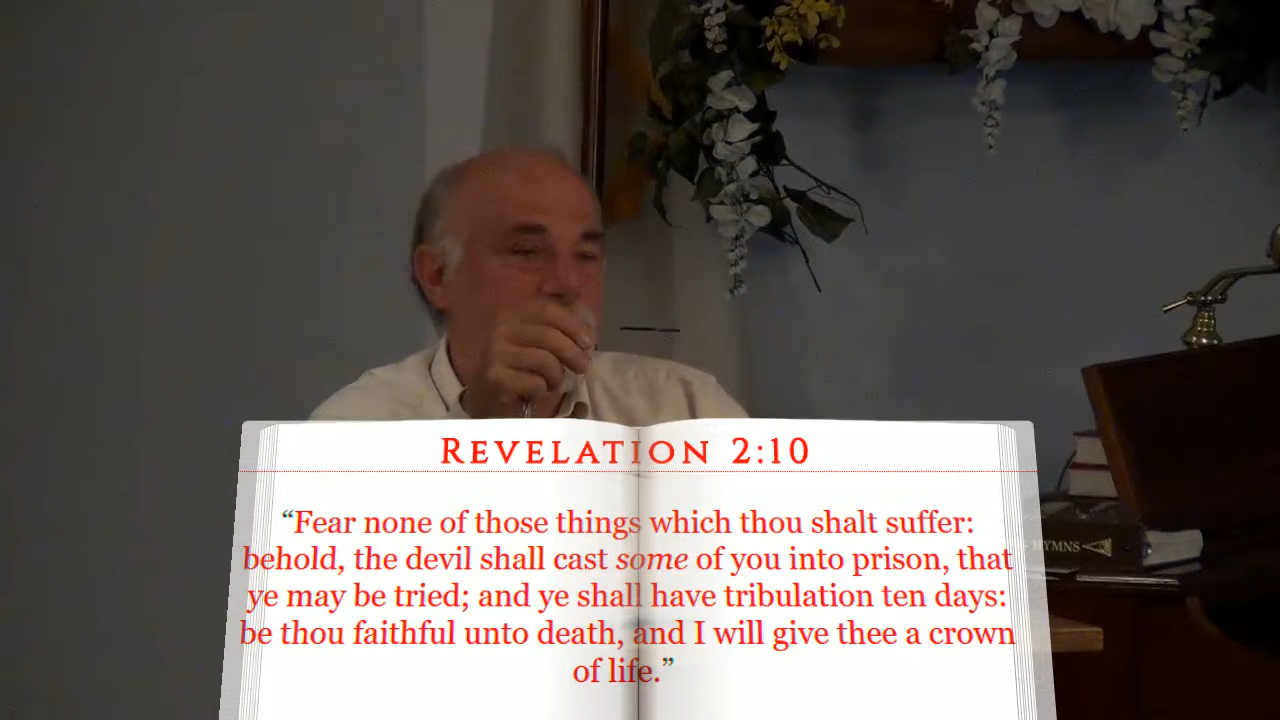 REVELATION 2:10
“Fear none of those things which thou shalt suffer:
behold, the devil shall cast some of you into prison, that
ye may be tried; and ye shall have tribulation ten days:
be thou faithful unto death, and I will give thee a crown
of life.”
HYMNS